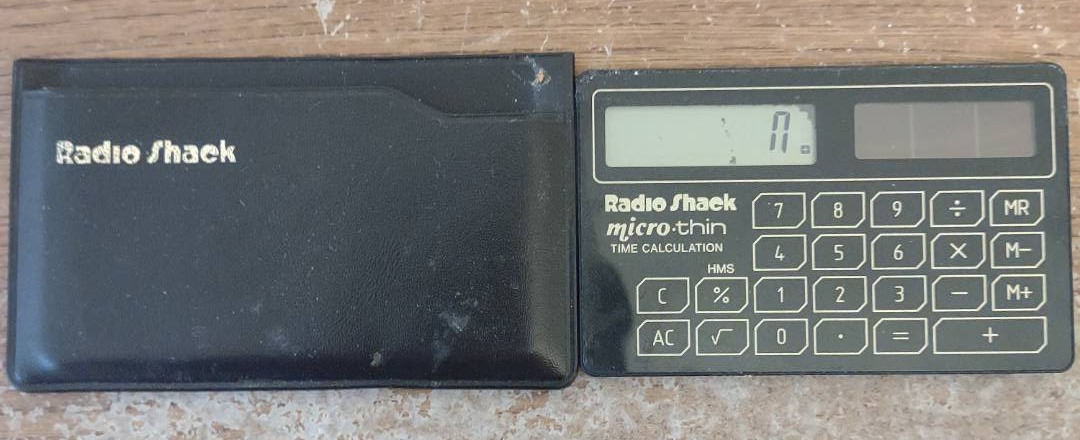 Radio Shack
0.
Radio Shack
micro·thin
TIME CALCULATION
7 8 9 ÷ MR
4 5 6 × M−
HMS
C % 1 2 3 − M+
AC √ 0 · = +